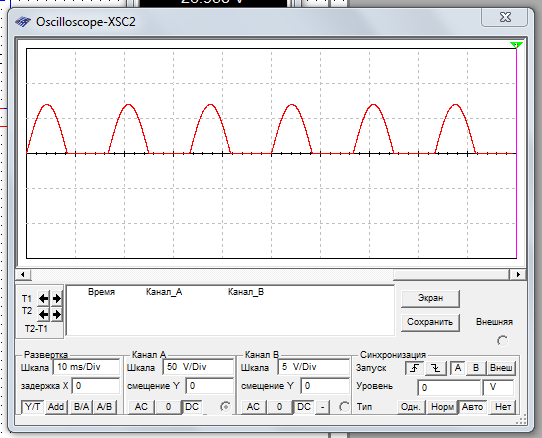 Oscilloscope-XSC2
Время Канал_А Канал_В
T1
T2
T2-T1
Экран
Сохранить
Внешняя
Развертка
Шкала 10 ms/Div
задержка X 0
Y/T Add B/A A/B
Канал А
Шкала 50 V/Div
смещение Y 0
AC 0 DC
Канал В
Шкала 5 V/Div
смещение Y 0
AC 0 DC -
Синхронизация
Запуск A B Внеш
Уровень 0 V
Тип Одн. Норм Авто Нет